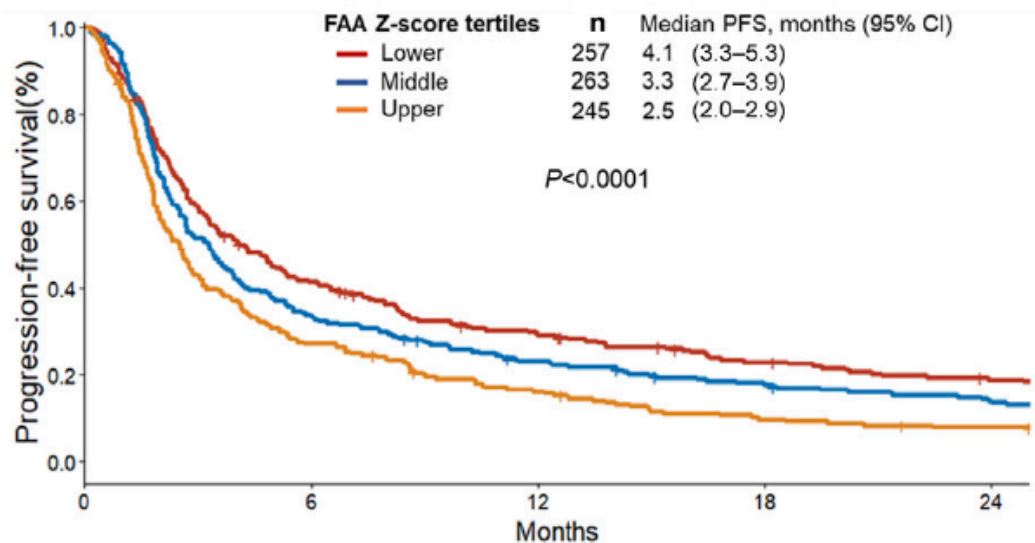 FAA Z-score tertiles n Median PFS, months (95% CI)
Lower 257 4.1 (3.3–5.3)
Middle 263 3.3 (2.7–3.9)
Upper 245 2.5 (2.0–2.9)
P<0.0001
Progression-free survival(%)
1.0
0.8
0.6
0.4
0.2
0.0
0 6 12 18 24
Months